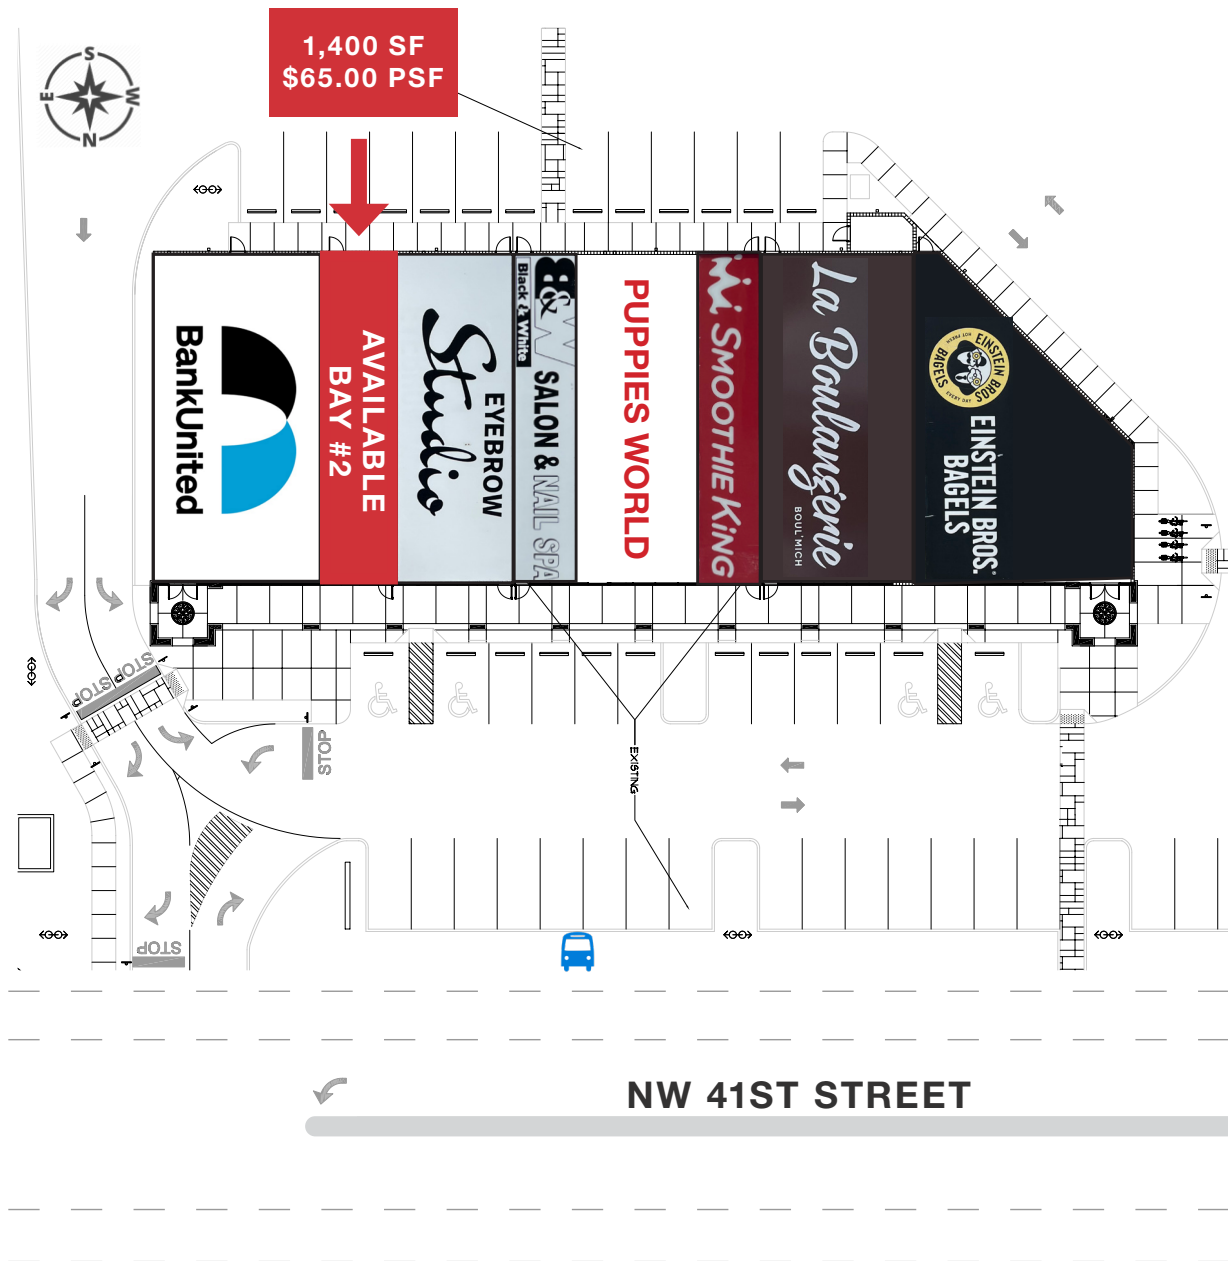 1,400 SF
$65.00 PSF
S
E
W
N
BankUnited
AVAILABLE
BAY #2
EYEBROW
Studio
B&W
Black & White
SALON & NAIL SPA
PUPPIES WORLD
SMOOTHIE KING
La Boulangerie
BOUL'MICH
EINSTEIN BROS
BAGELS
EINSTEIN BROS.
BAGELS
STOP
STOP
STOP
EXISTING
STOP
NW 41ST STREET